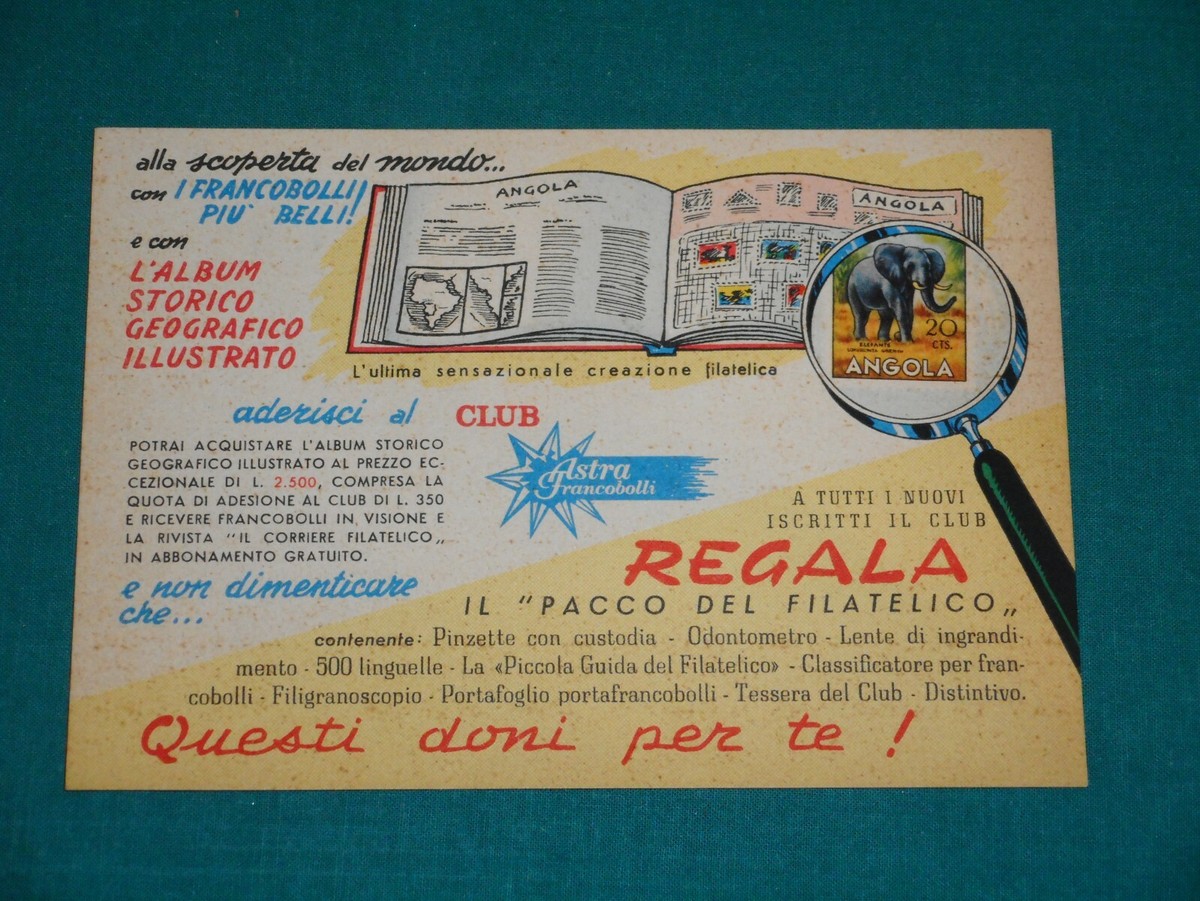 alla scoperta del mondo...
con I FRANCOBOLLI
PIU' BELLI!
e con
L'ALBUM
STORICO
GEOGRAFICO
ILLUSTRATO
ANGOLA
ANGOLA
20
CTS.
ELEFANTE
ANGOLA
L'ultima sensazionale creazione filatelica
aderisci al CLUB
Astra
Francobolli
POTRAI ACQUISTARE L'ALBUM STORICO
GEOGRAFICO ILLUSTRATO AL PREZZO EC-
CEZIONALE DI L. 2.500, COMPRESA LA
QUOTA DI ADESIONE AL CLUB DI L. 350
E RICEVERE FRANCOBOLLI IN VISIONE E
LA RIVISTA "IL CORRIERE FILATELICO„
IN ABBONAMENTO GRATUITO.
e non dimenticare
che...
A TUTTI I NUOVI
ISCRITTI IL CLUB
REGALA
IL "PACCO DEL FILATELICO„
contenente: Pinzette con custodia - Odontometro - Lente di ingrandi-
mento - 500 linguelle - La «Piccola Guida del Filatelico» - Classificatore per fran-
cobolli - Filigranoscopio - Portafoglio portafrancobolli - Tessera del Club - Distintivo.
Questi doni per te !